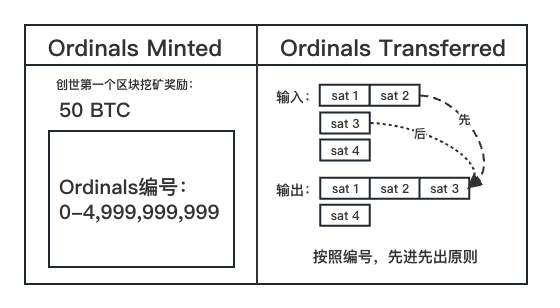 Ordinals Minted
创世第一个区块挖矿奖励：
50 BTC
Ordinals编号：
0–4,999,999,999
Ordinals Transferred
输入：
sat 1
sat 2
先
sat 3
后
sat 4
输出：
sat 1
sat 2
sat 3
sat 4
按照编号，先进先出原则